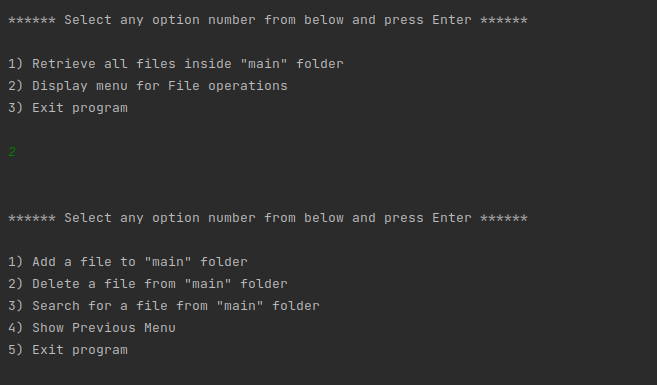 ****** Select any option number from below and press Enter ******
1) Retrieve all files inside "main" folder
2) Display menu for File operations
3) Exit program
2
****** Select any option number from below and press Enter ******
1) Add a file to "main" folder
2) Delete a file from "main" folder
3) Search for a file from "main" folder
4) Show Previous Menu
5) Exit program